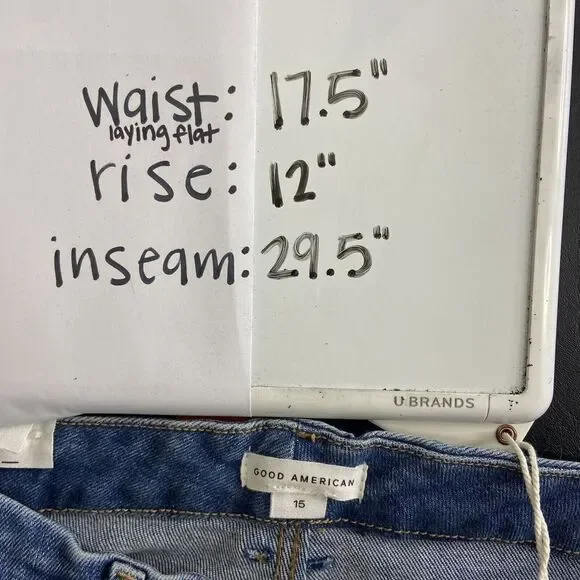 waist: 17.5"
laying flat
rise: 12"
inseam: 29.5"
U BRANDS
GOOD AMERICAN
15